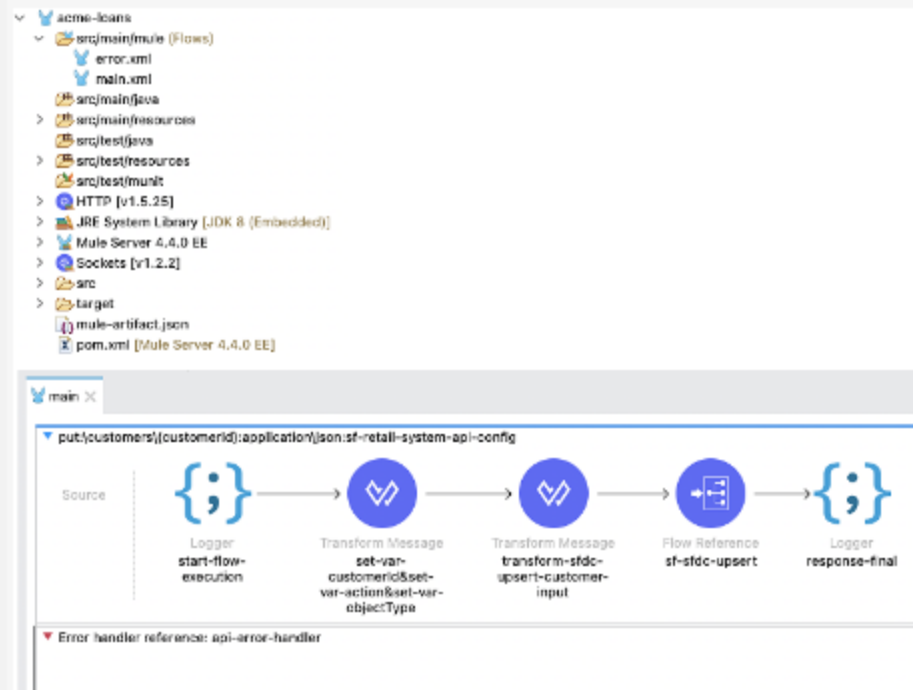 acme-loans
src/main/mule (Flows)
error.xml
main.xml
src/main/java
src/main/resources
src/test/java
src/test/resources
src/test/munit
HTTP [v1.5.25]
JRE System Library [JDK 8 (Embedded)]
Mule Server 4.4.0 EE
Sockets [v1.2.2]
src
target
mule-artifact.json
pom.xml [Mule Server 4.4.0 EE]
main
put:\customers\(customerId):application\json:sf-retail-system-api-config
Source
Logger
start-flow-
execution
Transform Message
set-var-
customerId&set-
var-action&set-var-
objectType
Transform Message
transform-sfdc-
upsert-customer-
input
Flow Reference
sf-sfdc-upsert
Logger
response-final
Error handler reference: api-error-handler